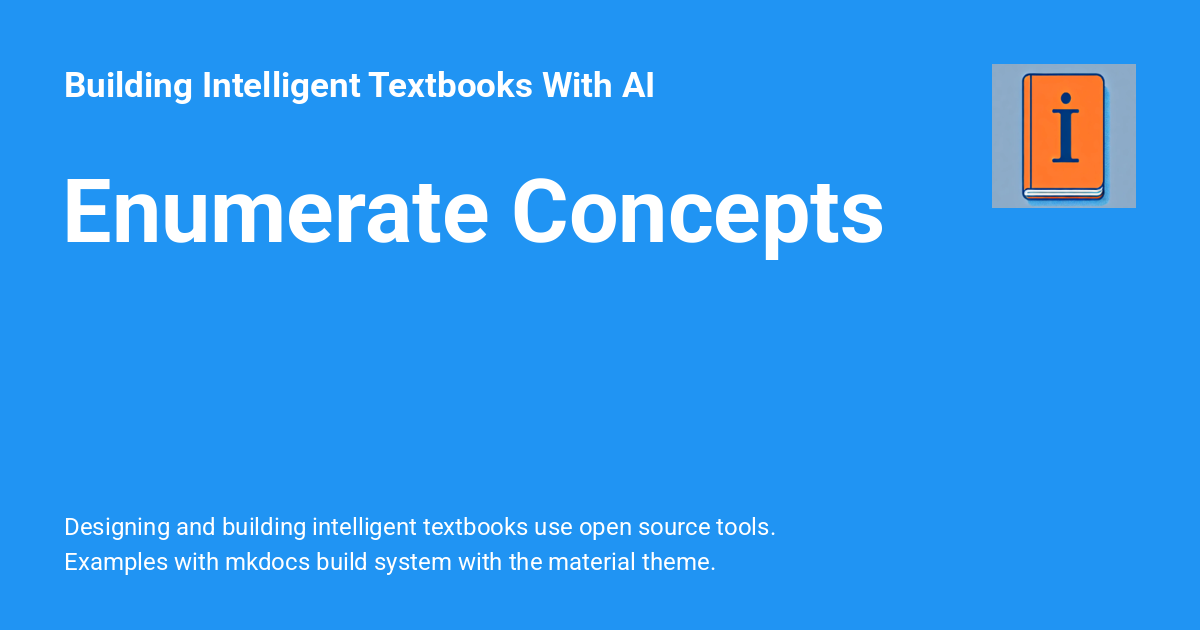 Building Intelligent Textbooks With AI
Enumerate Concepts
i
Designing and building intelligent textbooks use open source tools.
Examples with mkdocs build system with the material theme.